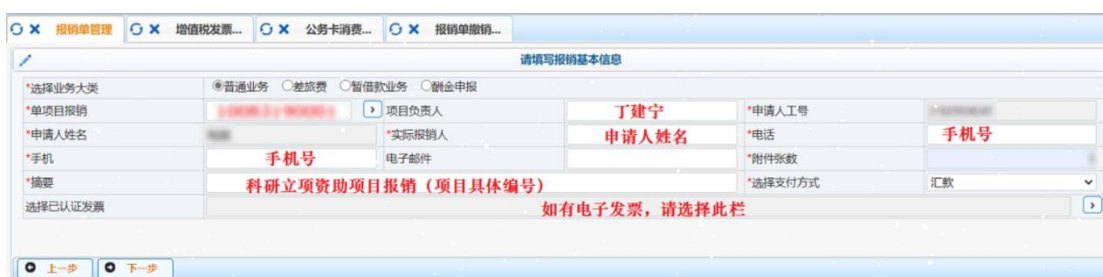 报销单管理 增值税发票... 公务卡消费... 报销单撤销...
请填写报销基本信息
*选择业务大类 普通业务 差旅费 暂借款业务 酬金申报
*单项目报销 项目负责人 丁建宁 *申请人工号
*申请人姓名 *实际报销人 申请人姓名 *电话 手机号
*手机 手机号 电子邮件 *附件张数
*摘要 科研立项资助项目报销（项目具体编号） *选择支付方式 汇款
选择已认证发票 如有电子发票，请选择此栏
上一步 下一步